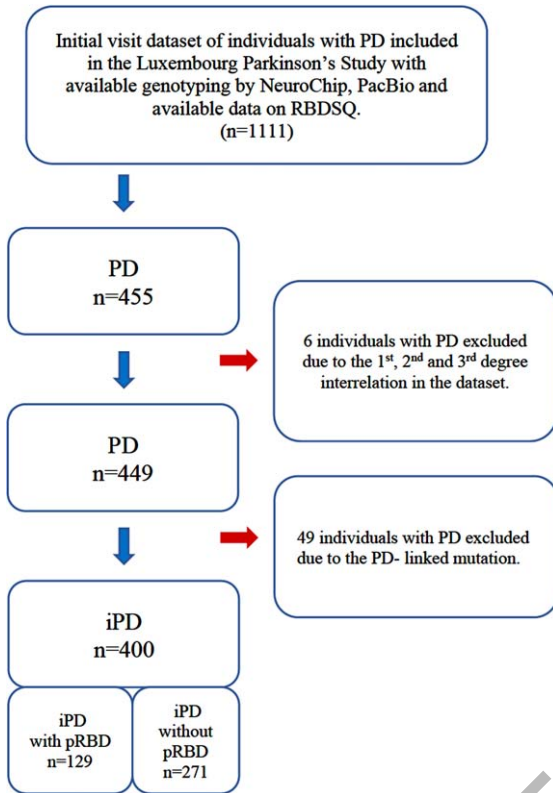 Initial visit dataset of individuals with PD included
in the Luxembourg Parkinson's Study with
available genotyping by NeuroChip, PacBio and
available data on RBDSQ.
(n=1111)
PD
n=455
6 individuals with PD excluded
due to the 1st, 2nd and 3rd degree
interrelation in the dataset.
PD
n=449
49 individuals with PD excluded
due to the PD- linked mutation.
iPD
n=400
iPD
with pRBD
n=129
iPD
without
pRBD
n=271